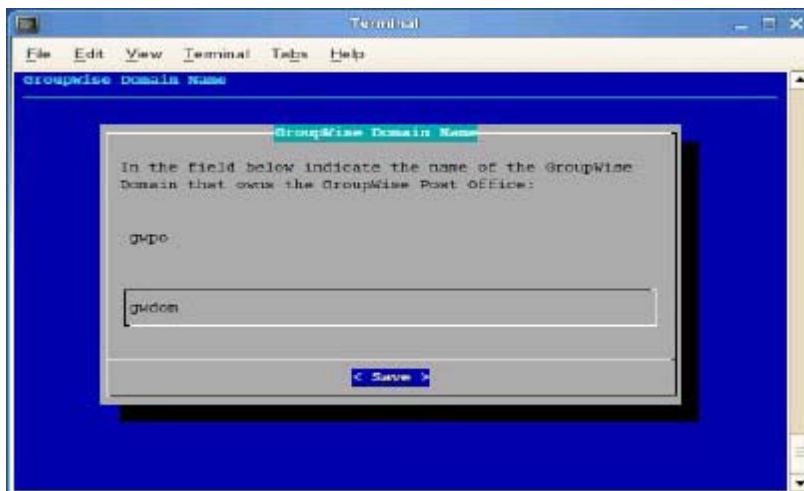 Terminal
File Edit View Terminal Tabs Help
GroupWise Domain Name
GroupWise Domain Name
In the field below indicate the name of the GroupWise
Domain that owns the GroupWise Post Office:
gwpo
gwdom
< Save >